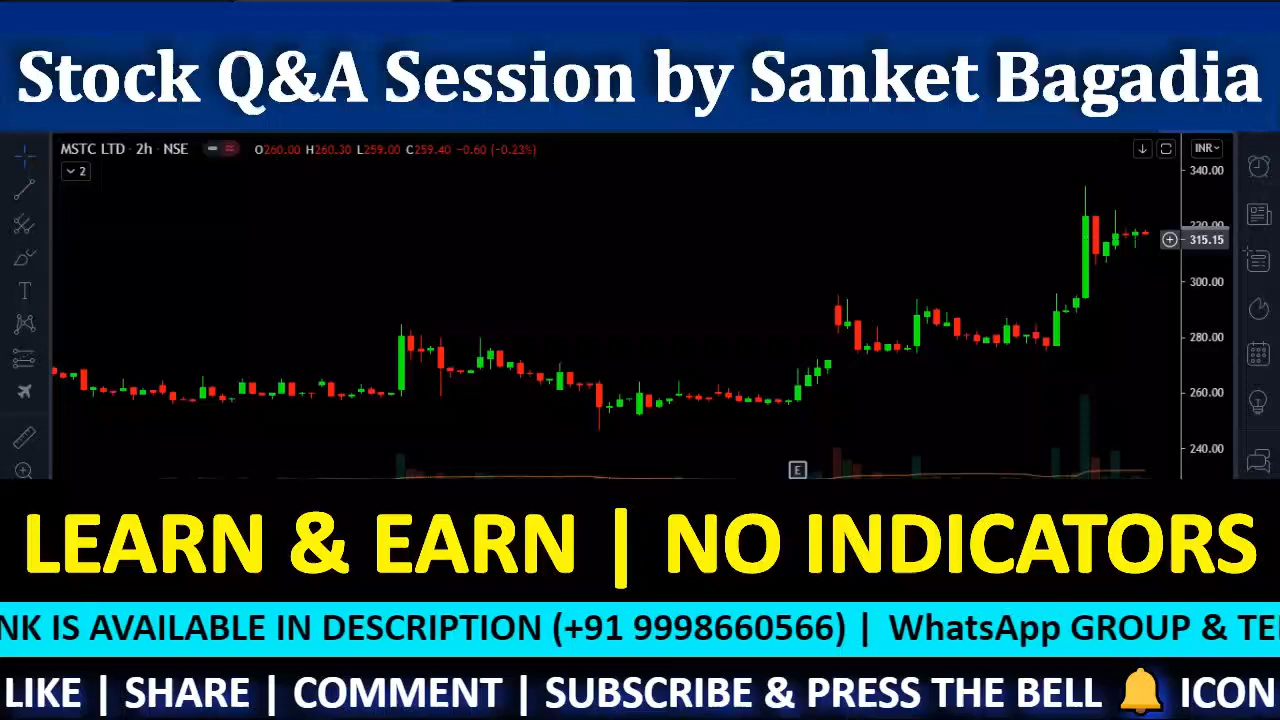 Stock Q&A Session by Sanket Bagadia
MSTC LTD · 2h · NSE O260.00 H260.30 L259.00 C259.40 −0.60 (−0.23%) INR
2
340.00
315.15
300.00
280.00
260.00
240.00
E
LEARN & EARN | NO INDICATORS
NK IS AVAILABLE IN DESCRIPTION (+91 9998660566) | WhatsApp GROUP & TE
LIKE | SHARE | COMMENT | SUBSCRIBE & PRESS THE BELL 🔔 ICON